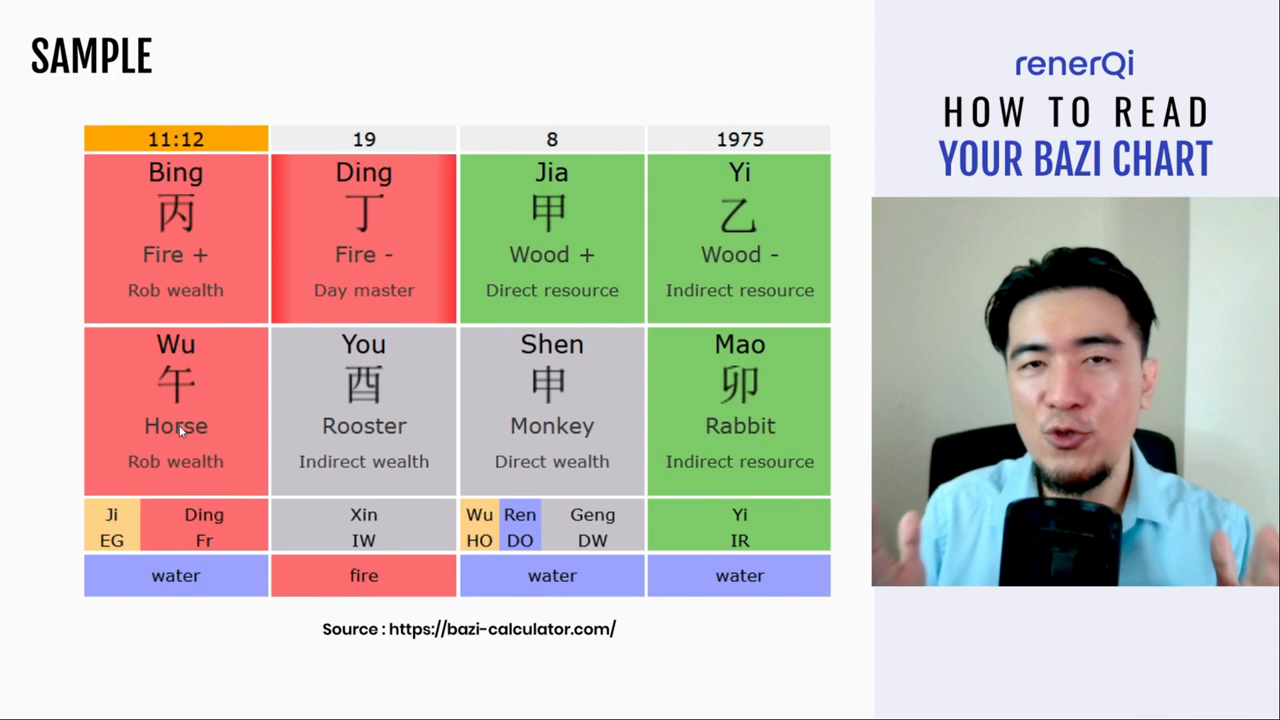 SAMPLE
11:12 19 8 1975
Bing Ding Jia Yi
丙 丁 甲 乙
Fire + Fire - Wood + Wood -
Rob wealth Day master Direct resource Indirect resource
Wu You Shen Mao
午 酉 申 卯
Horse Rooster Monkey Rabbit
Rob wealth Indirect wealth Direct wealth Indirect resource
Ji Ding Xin Wu Ren Geng Yi
EG Fr IW HO DO DW IR
water fire water water
Source : https://bazi-calculator.com/
renerQi
HOW TO READ
YOUR BAZI CHART